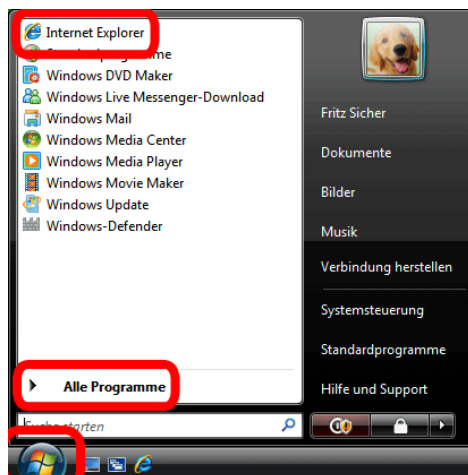 Internet Explorer
Standardprogramme
Windows DVD Maker
Windows Live Messenger-Download
Windows Mail
Windows Media Center
Windows Media Player
Windows Movie Maker
Windows Update
Windows-Defender
Alle Programme
Suche starten
Fritz Sicher
Dokumente
Bilder
Musik
Verbindung herstellen
Systemsteuerung
Standardprogramme
Hilfe und Support